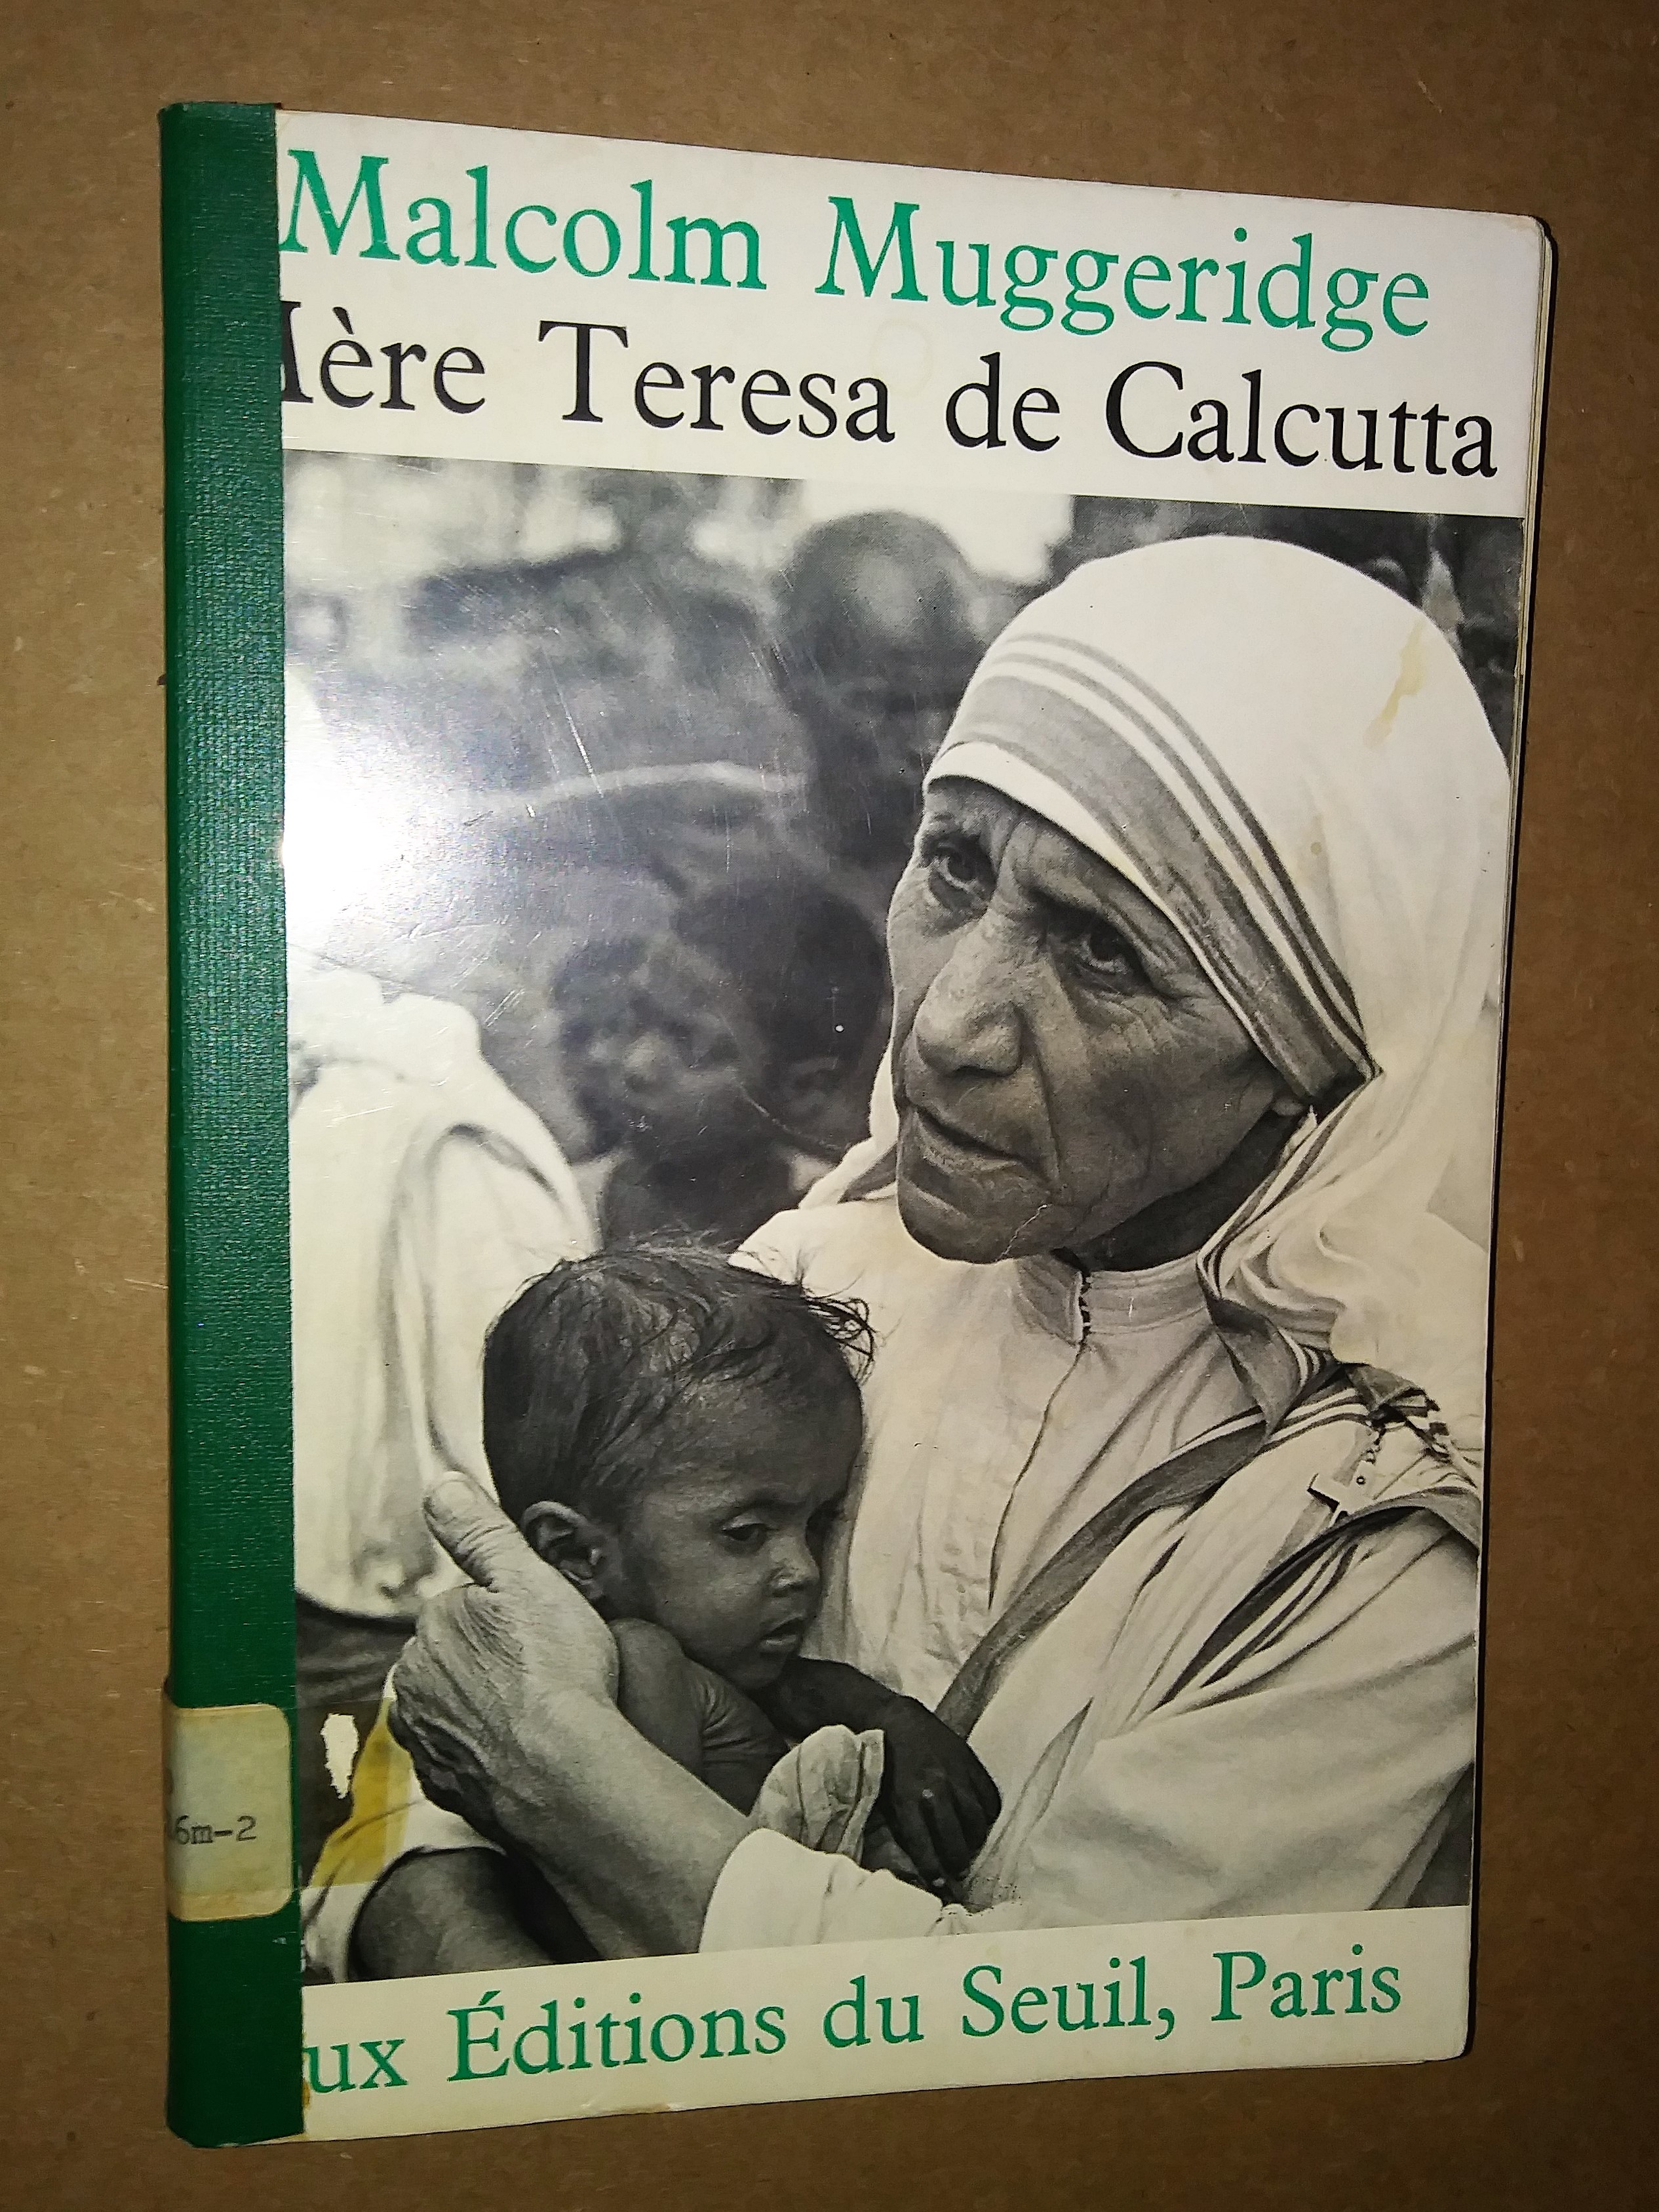 Malcolm Muggeridge
ère Teresa de Calcutta
6m-2
ux Éditions du Seuil, Paris